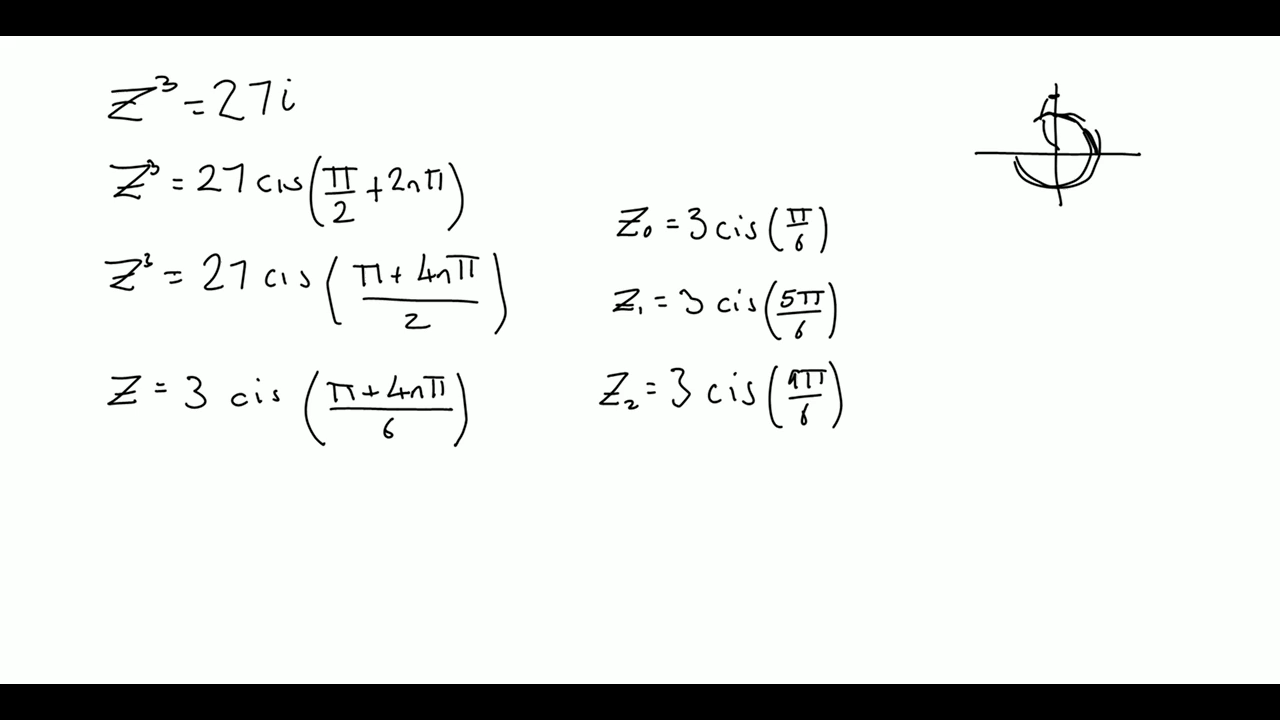 Z³ = 27i
Z³ = 27 cis(π/2 + 2nπ)
Z³ = 27 cis((π + 4nπ)/2)
Z = 3 cis((π + 4nπ)/6)
Z₀ = 3 cis(π/6)
Z₁ = 3 cis(5π/6)
Z₂ = 3 cis(9π/6)